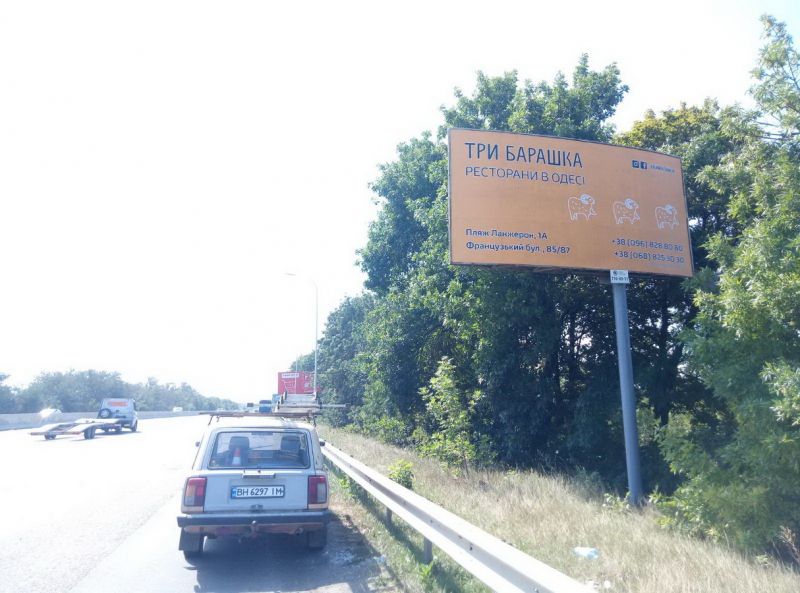 ТРИ БАРАШКА
РЕСТОРАНИ В ОДЕСІ
Пляж Ланжерон, 1А
Французький бул., 85/87
+38 (096) 828 80 80
+38 (068) 825 30 30
ВН 6297 ІМ